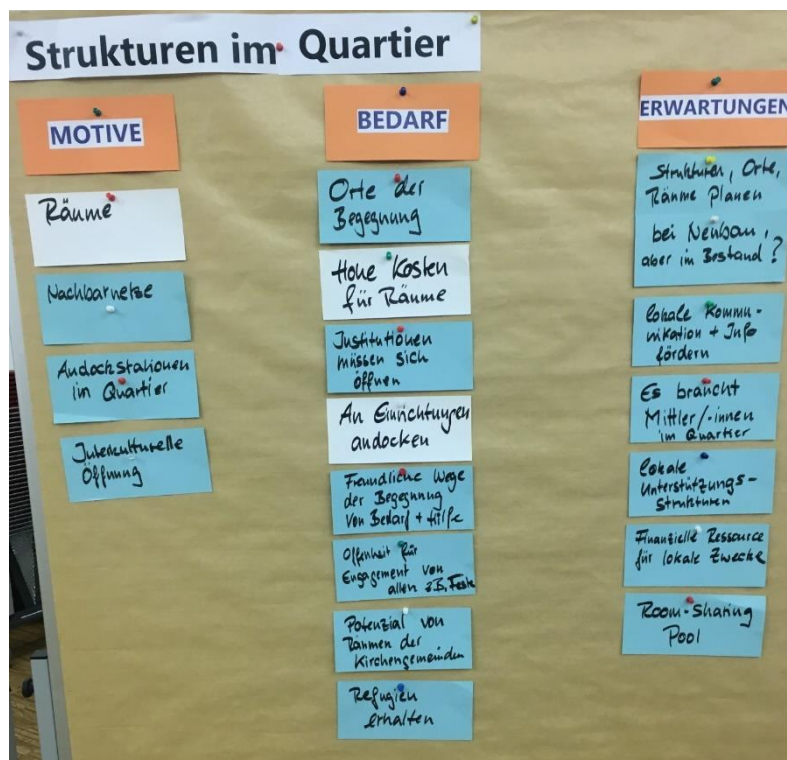 Strukturen im Quartier
MOTIVE
Räume
Nachbarnetze
Andockstationen
im Quartier
Interkulturelle
Öffnung
BEDARF
Orte der
Begegnung
Hohe Kosten
für Räume
Institutionen
müssen sich
öffnen
An Einrichtungen
andocken
Freundliche Wege
der Begegnung
von Bedarf + Hilfe
Offenheit für
Engagement von
allen z.B. Feste
Potenzial von
Räumen der
Kirchengemeinden
Refugien
erhalten
ERWARTUNGEN
Strukturen, Orte,
Räume planen
bei Neubau,
aber im Bestand?
lokale Kommu-
nikation + Info
fördern
Es braucht
Mittler/-innen
im Quartier
lokale
Unterstützungs-
strukturen
Finanzielle Ressource
für lokale Zwecke
Room-Sharing
Pool